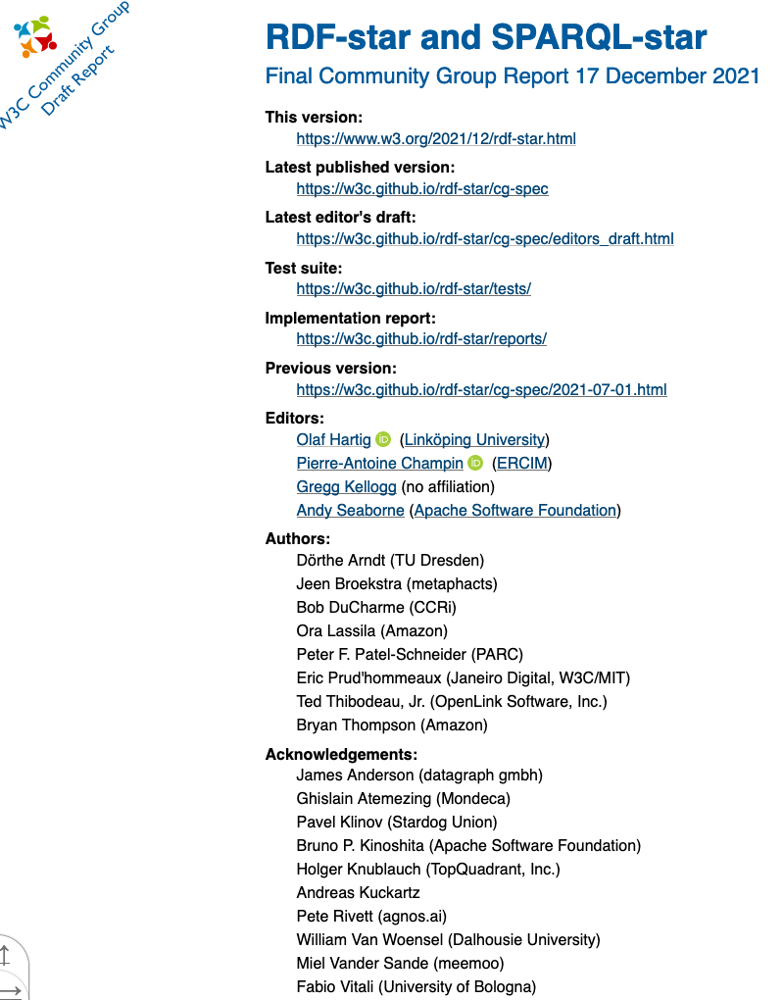 W3C Community Group
Draft Report
RDF-star and SPARQL-star
Final Community Group Report 17 December 2021
This version:
https://www.w3.org/2021/12/rdf-star.html
Latest published version:
https://w3c.github.io/rdf-star/cg-spec
Latest editor's draft:
https://w3c.github.io/rdf-star/cg-spec/editors_draft.html
Test suite:
https://w3c.github.io/rdf-star/tests/
Implementation report:
https://w3c.github.io/rdf-star/reports/
Previous version:
https://w3c.github.io/rdf-star/cg-spec/2021-07-01.html
Editors:
Olaf Hartig iD (Linköping University)
Pierre-Antoine Champin iD (ERCIM)
Gregg Kellogg (no affiliation)
Andy Seaborne (Apache Software Foundation)
Authors:
Dörthe Arndt (TU Dresden)
Jeen Broekstra (metaphacts)
Bob DuCharme (CCRi)
Ora Lassila (Amazon)
Peter F. Patel-Schneider (PARC)
Eric Prud'hommeaux (Janeiro Digital, W3C/MIT)
Ted Thibodeau, Jr. (OpenLink Software, Inc.)
Bryan Thompson (Amazon)
Acknowledgements:
James Anderson (datagraph gmbh)
Ghislain Atemezing (Mondeca)
Pavel Klinov (Stardog Union)
Bruno P. Kinoshita (Apache Software Foundation)
Holger Knublauch (TopQuadrant, Inc.)
Andreas Kuckartz
Pete Rivett (agnos.ai)
William Van Woensel (Dalhousie University)
Miel Vander Sande (meemoo)
Fabio Vitali (University of Bologna)